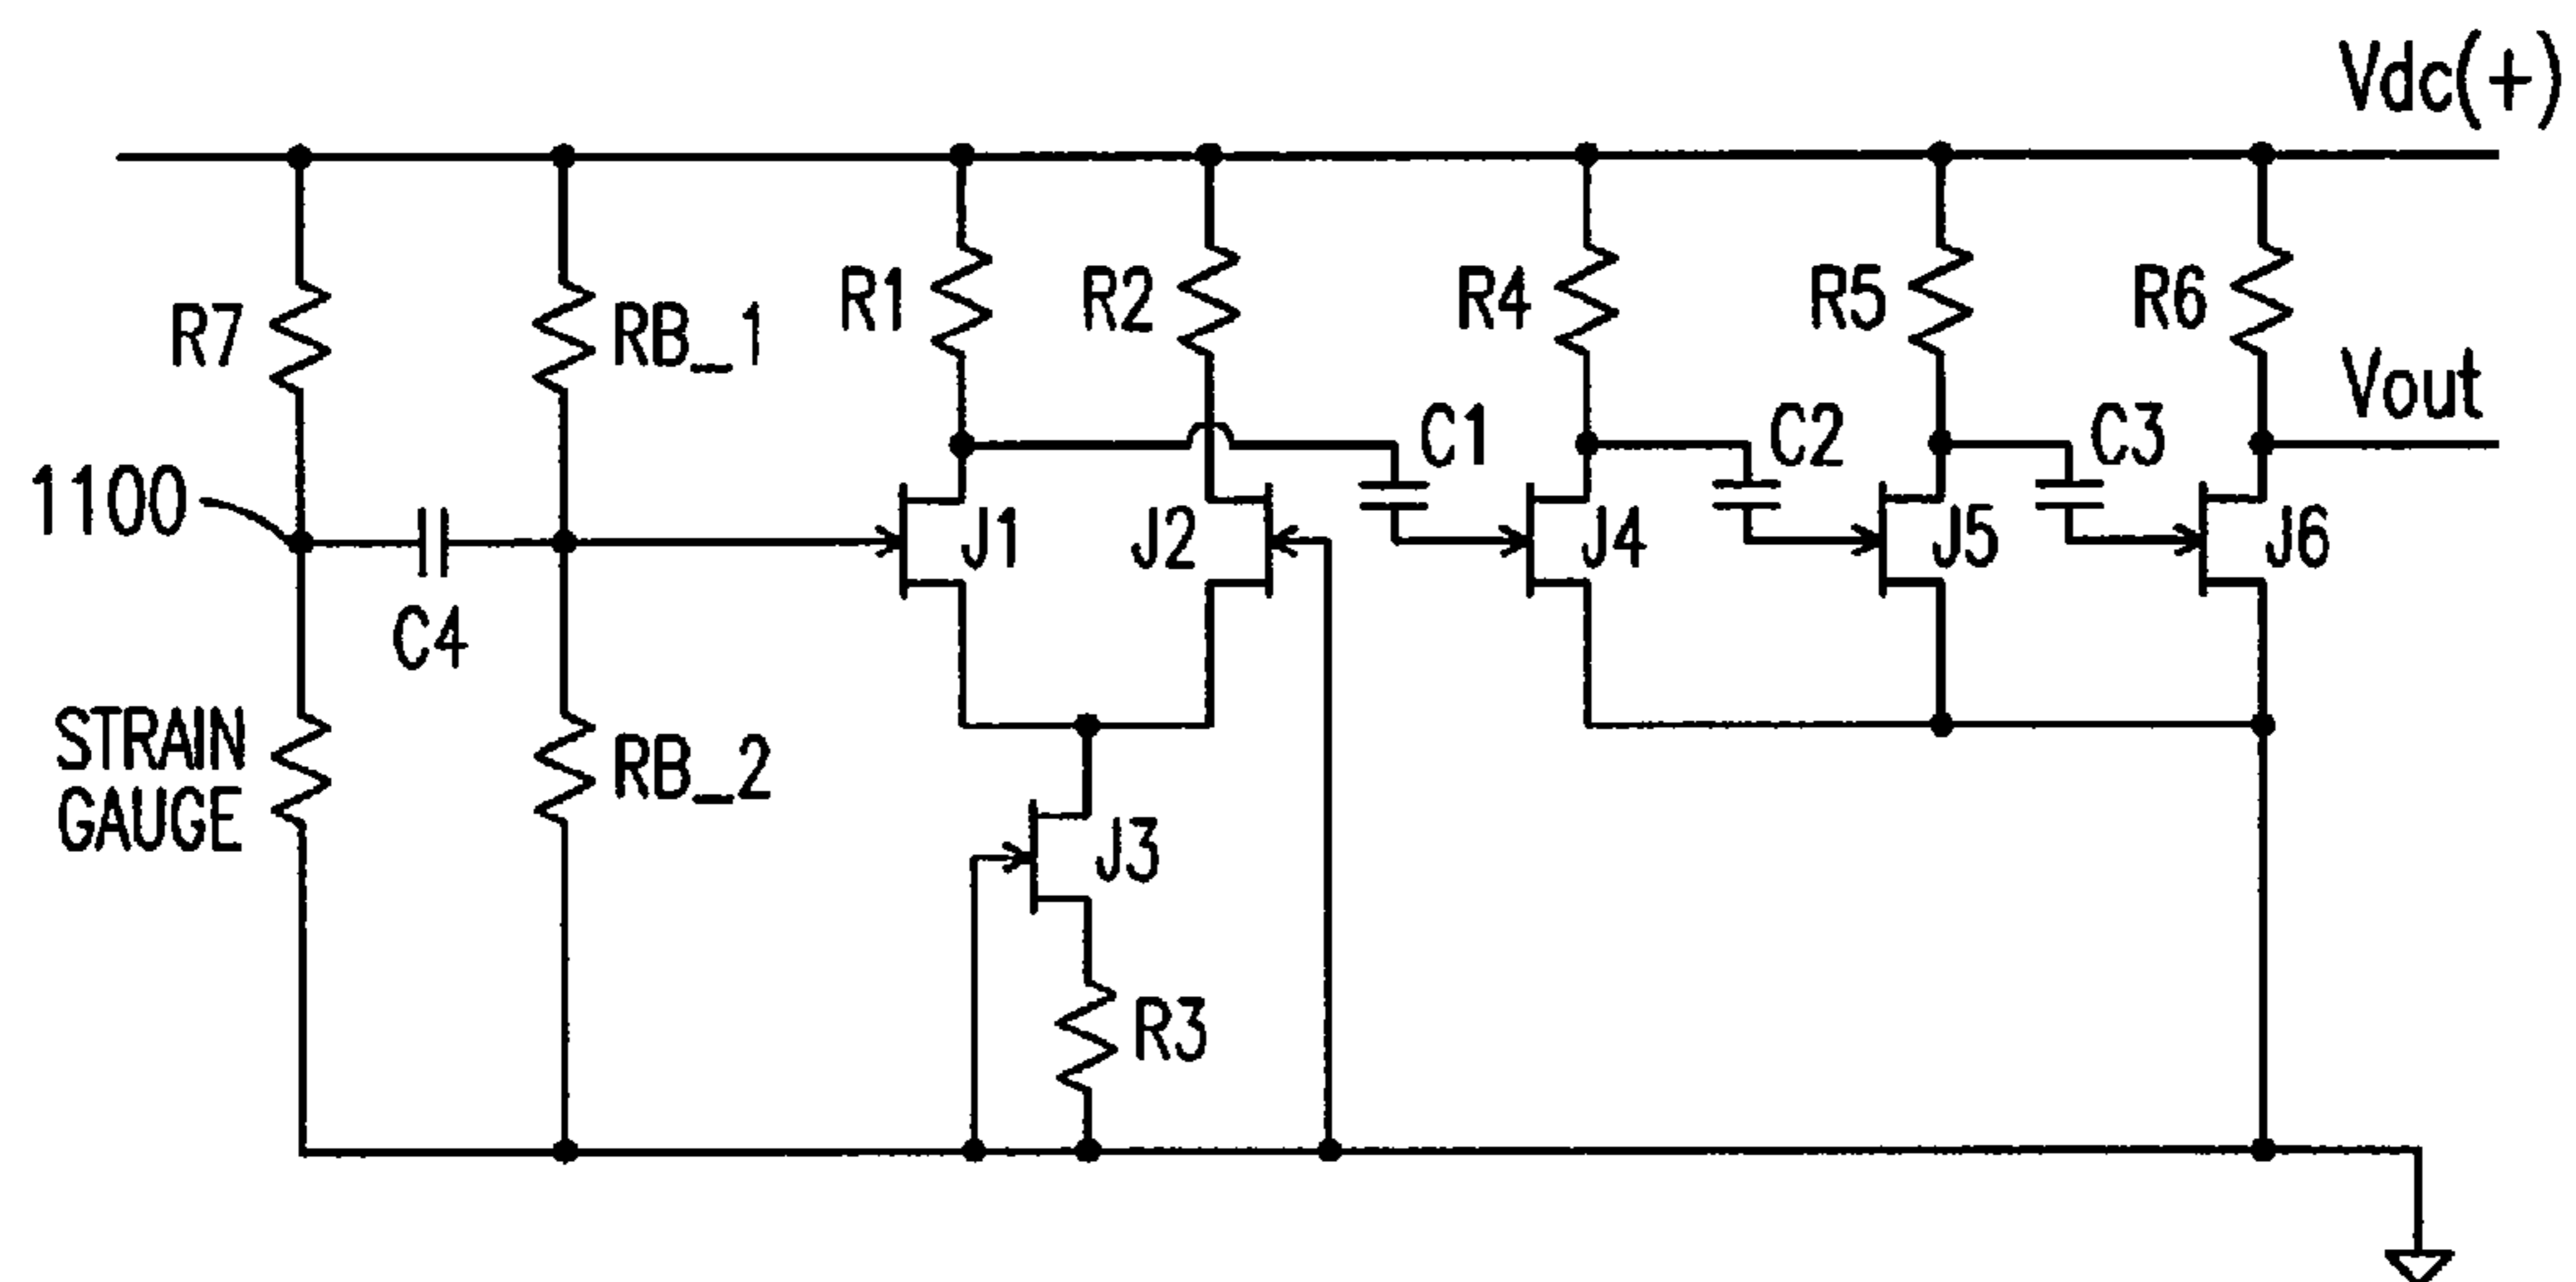 Vdc(+)
R7
RB_1
R1
R2
R4
R5
R6
Vout
1100
C4
J1
J2
C1
J4
C2
J5
C3
J6
STRAIN
GAUGE
RB_2
J3
R3